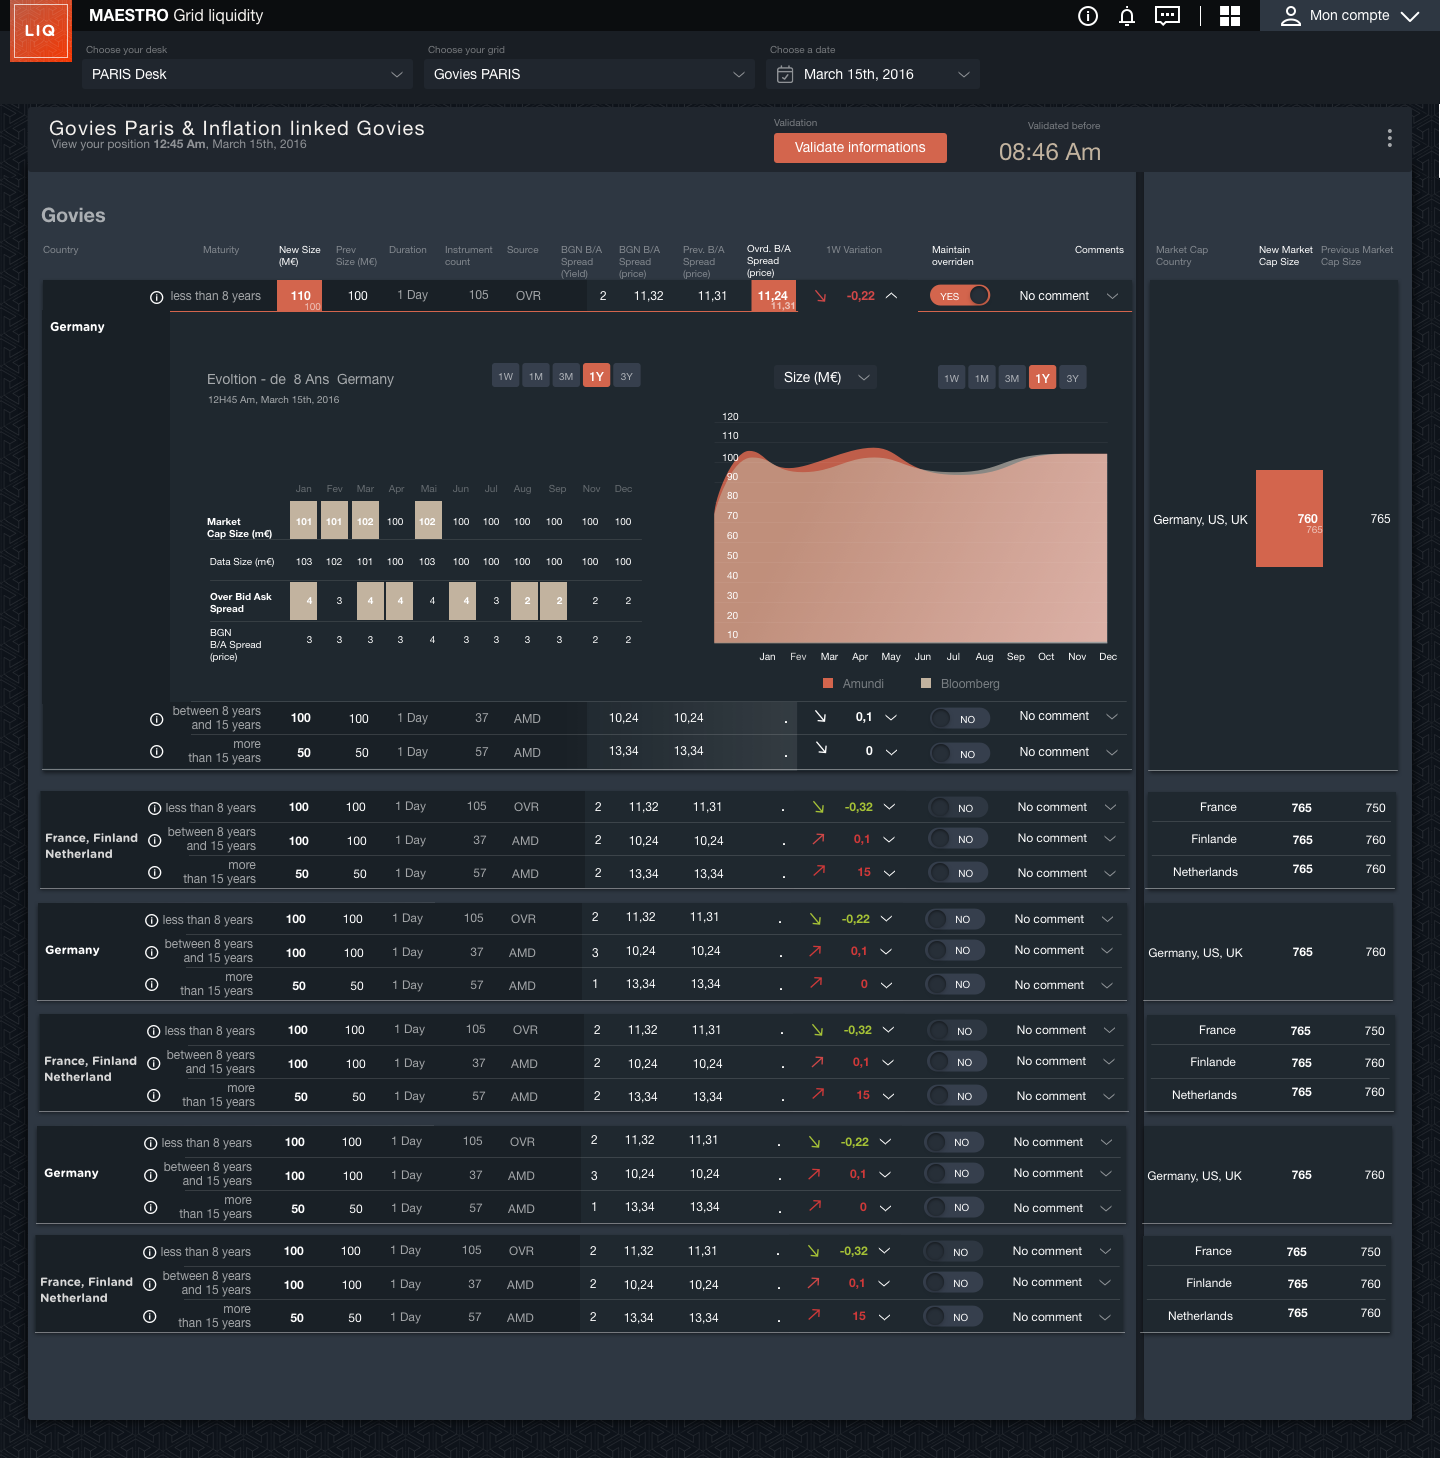 LIQ
MAESTRO Grid liquidity
Mon compte
Choose your desk
Choose your grid
Choose a date
PARIS Desk
Govies PARIS
March 15th, 2016
Govies Paris & Inflation linked Govies
View your position 12:45 Am, March 15th, 2016
Validation
Validate informations
Validated before
08:46 Am
Govies
Country
Maturity
New Size
(M€)
Prev
Size (M€)
Duration
Instrument
count
Source
BGN B/A
Spread
(Yield)
BGN B/A
Spread
(price)
Prev. B/A
Spread
(price)
Ovrd. B/A
Spread
(price)
1W Variation
Maintain
overriden
Comments
Market Cap
Country
New Market
Cap Size
Previous Market
Cap Size
less than 8 years 110 100 100 1 Day 105 OVR 2 11,32 11,31 11,24 11,31 -0,22 YES No comment
Germany
Evoltion - de 8 Ans Germany
12H45 Am, March 15th, 2016
1W 1M 3M 1Y 3Y
Jan Fev Mar Apr Mai Jun Jul Aug Sep Nov Dec
Market
Cap Size (m€)
101 101 102 100 102 100 100 100 100 100 100
Data Size (m€) 103 102 101 100 103 100 100 100 100 100 100
Over Bid Ask
Spread
4 3 4 4 4 4 3 2 2 2 2
BGN
B/A Spread
(price)
3 3 3 3 4 3 3 3 3 2 2
Size (M€)
1W 1M 3M 1Y 3Y
120
110
100
90
80
70
60
50
40
30
20
10
Jan Fev Mar Apr May Jun Jul Aug Sep Oct Nov Dec
Amundi Bloomberg
Germany, US, UK 760 765 765
between 8 years
and 15 years
100 100 1 Day 37 AMD 10,24 10,24 . 0,1 NO No comment
more
than 15 years
50 50 1 Day 57 AMD 13,34 13,34 . 0 NO No comment
France, Finland
Netherland
less than 8 years 100 100 1 Day 105 OVR 2 11,32 11,31 . -0,32 NO No comment
France 765 750
between 8 years
and 15 years
100 100 1 Day 37 AMD 2 10,24 10,24 . 0,1 NO No comment
Finlande 765 760
more
than 15 years
50 50 1 Day 57 AMD 2 13,34 13,34 . 15 NO No comment
Netherlands 765 760
Germany
less than 8 years 100 100 1 Day 105 OVR 2 11,32 11,31 . -0,22 NO No comment
between 8 years
and 15 years
100 100 1 Day 37 AMD 3 10,24 10,24 . 0,1 NO No comment
Germany, US, UK 765 760
more
than 15 years
50 50 1 Day 57 AMD 1 13,34 13,34 . 0 NO No comment
France, Finland
Netherland
less than 8 years 100 100 1 Day 105 OVR 2 11,32 11,31 . -0,32 NO No comment
France 765 750
between 8 years
and 15 years
100 100 1 Day 37 AMD 2 10,24 10,24 . 0,1 NO No comment
Finlande 765 760
more
than 15 years
50 50 1 Day 57 AMD 2 13,34 13,34 . 15 NO No comment
Netherlands 765 760
Germany
less than 8 years 100 100 1 Day 105 OVR 2 11,32 11,31 . -0,22 NO No comment
between 8 years
and 15 years
100 100 1 Day 37 AMD 3 10,24 10,24 . 0,1 NO No comment
Germany, US, UK 765 760
more
than 15 years
50 50 1 Day 57 AMD 1 13,34 13,34 . 0 NO No comment
France, Finland
Netherland
less than 8 years 100 100 1 Day 105 OVR 2 11,32 11,31 . -0,32 NO No comment
France 765 750
between 8 years
and 15 years
100 100 1 Day 37 AMD 2 10,24 10,24 . 0,1 NO No comment
Finlande 765 760
more
than 15 years
50 50 1 Day 57 AMD 2 13,34 13,34 . 15 NO No comment
Netherlands 765 760